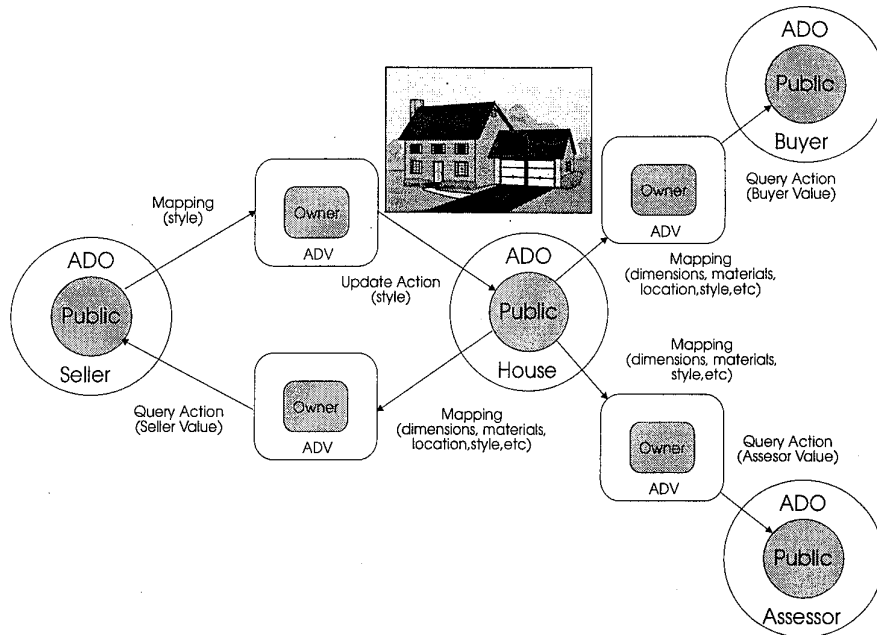 ADO
Public
Buyer
Query Action
(Buyer Value)
Owner
ADV
Mapping
(dimensions, materials,
location,style,etc)
Mapping
(style)
Owner
ADV
Update Action
(style)
ADO
Public
Seller
ADO
Public
House
Query Action
(Seller Value)
Owner
ADV
Mapping
(dimensions, materials,
location,style,etc)
Mapping
(dimensions, materials,
style,etc)
Owner
ADV
Query Action
(Assesor Value)
ADO
Public
Assessor